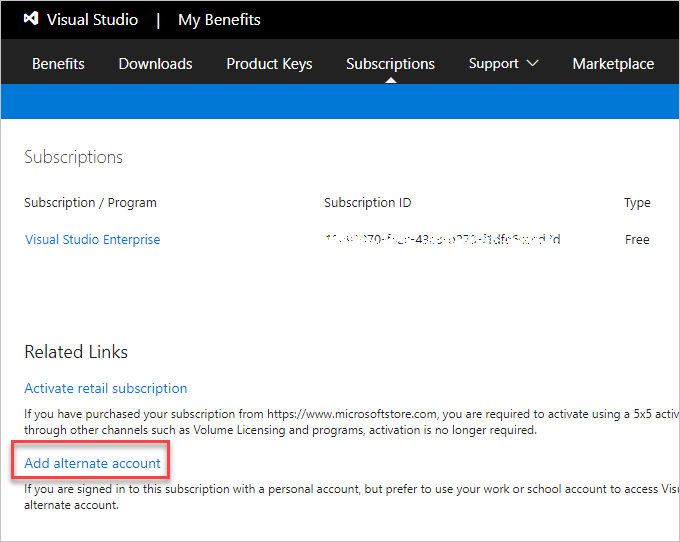 Visual Studio | My Benefits
Benefits Downloads Product Keys Subscriptions Support Marketplace
Subscriptions
Subscription / Program Subscription ID Type
Visual Studio Enterprise Free
Related Links
Activate retail subscription
If you have purchased your subscription from https://www.microsoftstore.com, you are required to activate using a 5x5 activ
through other channels such as Volume Licensing and programs, activation is no longer required.
Add alternate account
If you are signed in to this subscription with a personal account, but prefer to use your work or school account to access Visu
alternate account.